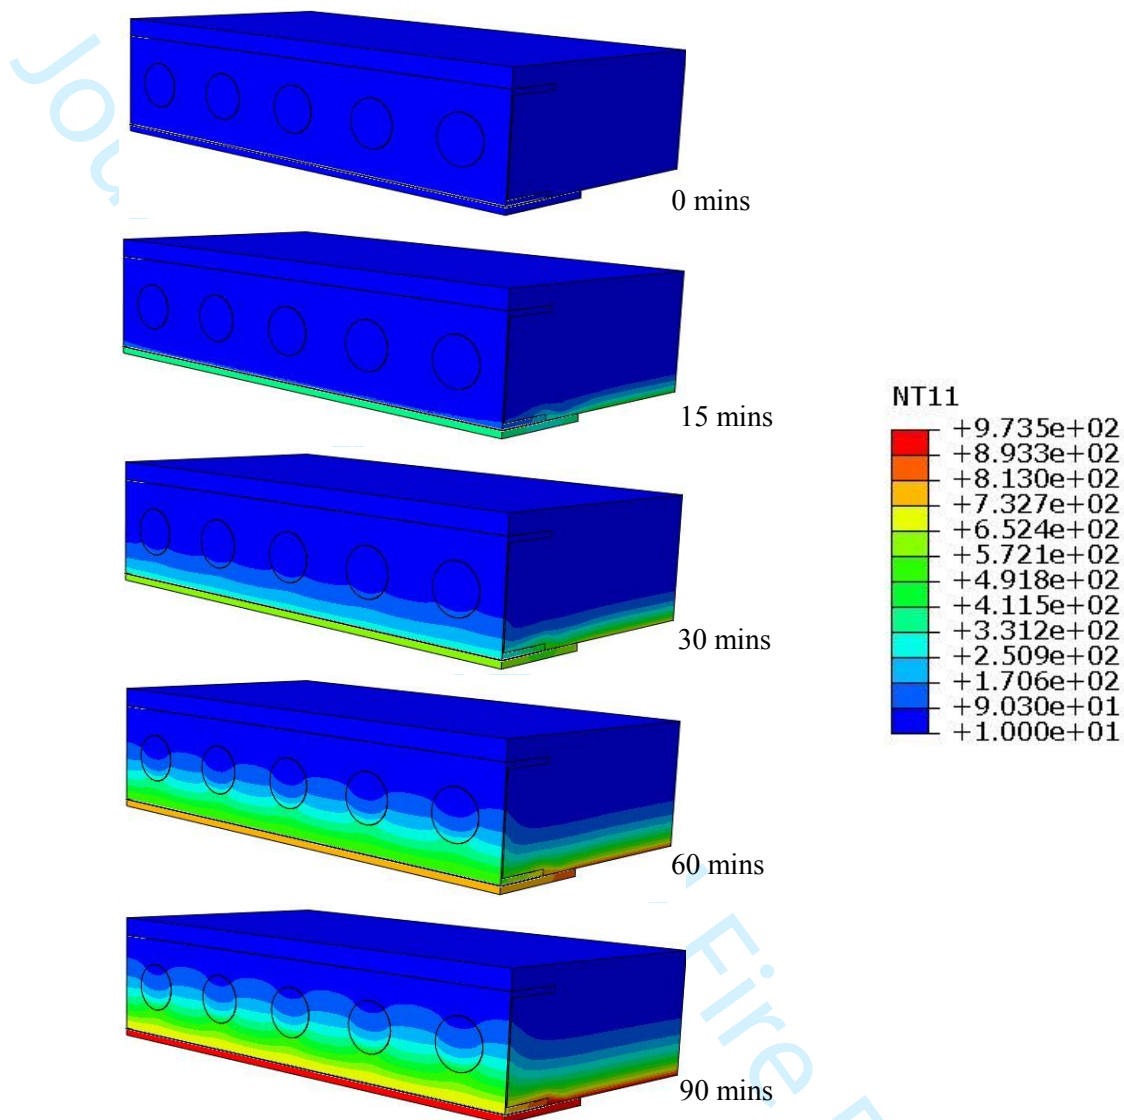 Jou
0 mins
15 mins
NT11
+9.735e+02
+8.933e+02
+8.130e+02
+7.327e+02
+6.524e+02
+5.721e+02
+4.918e+02
+4.115e+02
+3.312e+02
+2.509e+02
+1.706e+02
+9.030e+01
+1.000e+01
30 mins
60 mins
Fire
90 mins